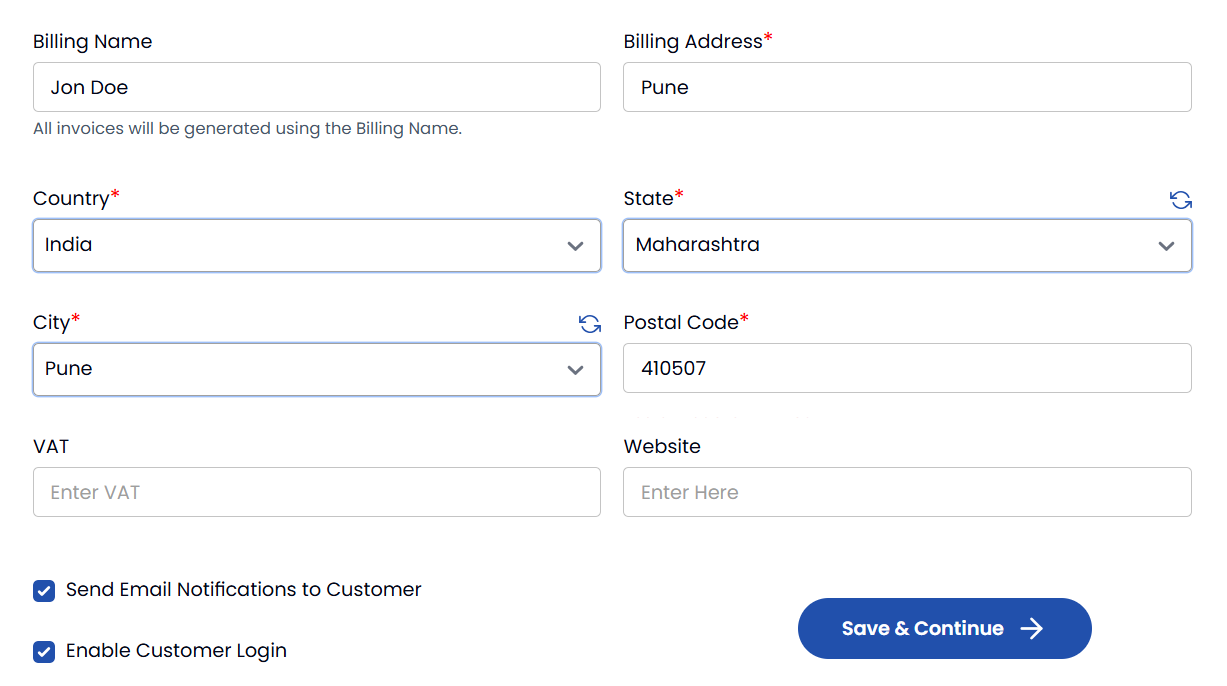 Billing Name
Billing Address*
Jon Doe
Pune
All invoices will be generated using the Billing Name.
Country*
State*
India
Maharashtra
City*
Postal Code*
Pune
410507
VAT
Website
Enter VAT
Enter Here
Send Email Notifications to Customer
Save & Continue
Enable Customer Login